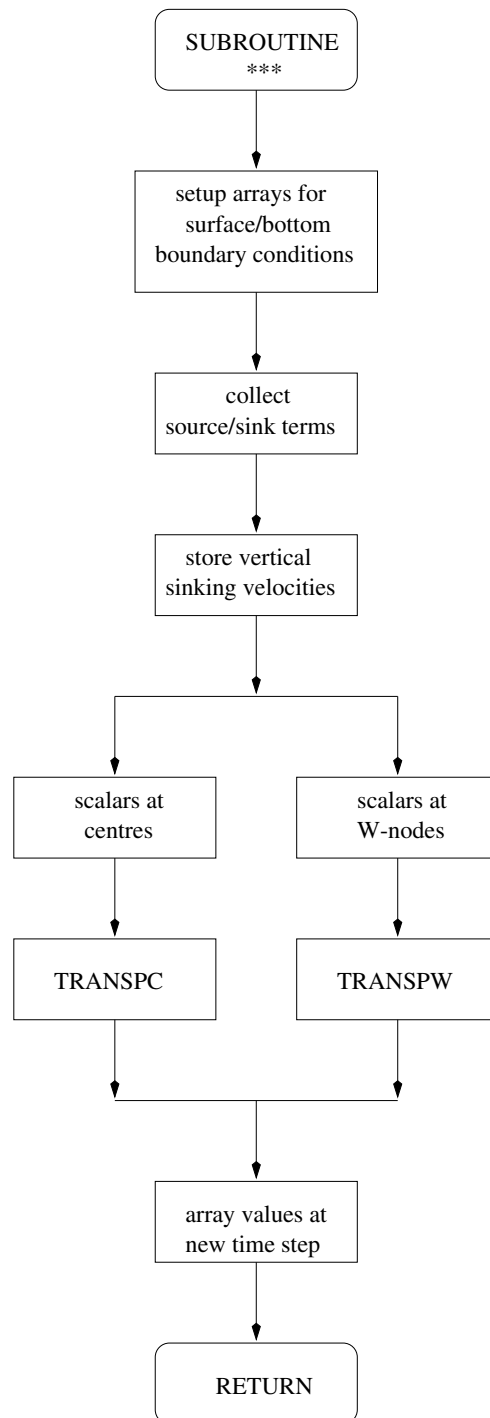 SUBROUTINE
***
setup arrays for
surface/bottom
boundary conditions
collect
source/sink terms
store vertical
sinking velocities
scalars at
centres
scalars at
W-nodes
TRANSPC
TRANSPW
array values at
new time step
RETURN